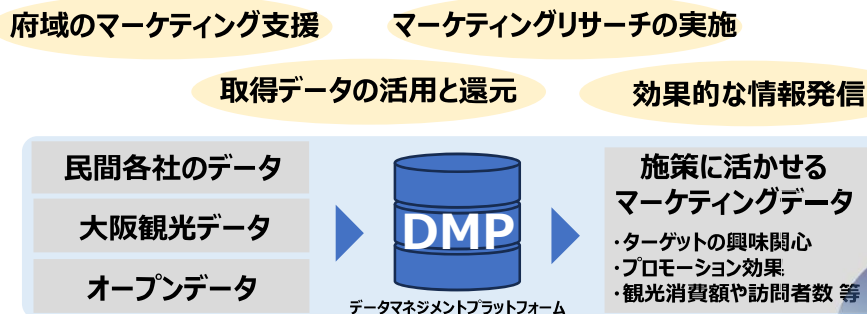 府域のマーケティング支援
マーケティングリサーチの実施
取得データの活用と還元
効果的な情報発信
民間各社のデータ
大阪観光データ
オープンデータ
DMP
データマネジメントプラットフォーム
施策に活かせる
マーケティングデータ
・ターゲットの興味関心
・プロモーション効果
・観光消費額や訪問者数 等